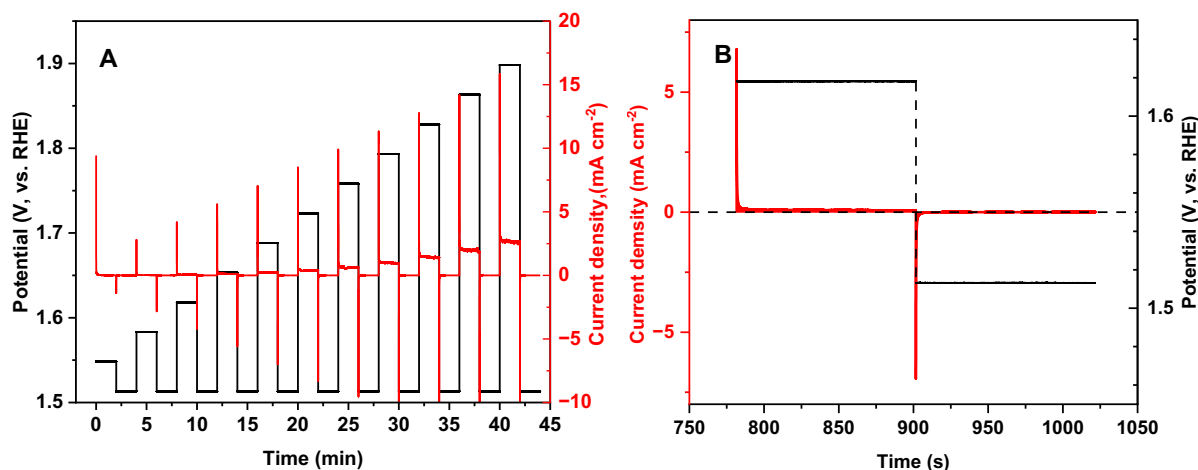 A
Potential (V, vs. RHE)
1.9
1.8
1.7
1.6
1.5
20
15
10
5
0
−5
−10
Current density,(mA cm-2)
0 5 10 15 20 25 30 35 40 45
Time (min)
B
Current demsity (mA cm-2)
5
0
−5
1.6
1.5
Potential (V, vs. RHE)
750 800 850 900 950 1000 1050
Time (s)